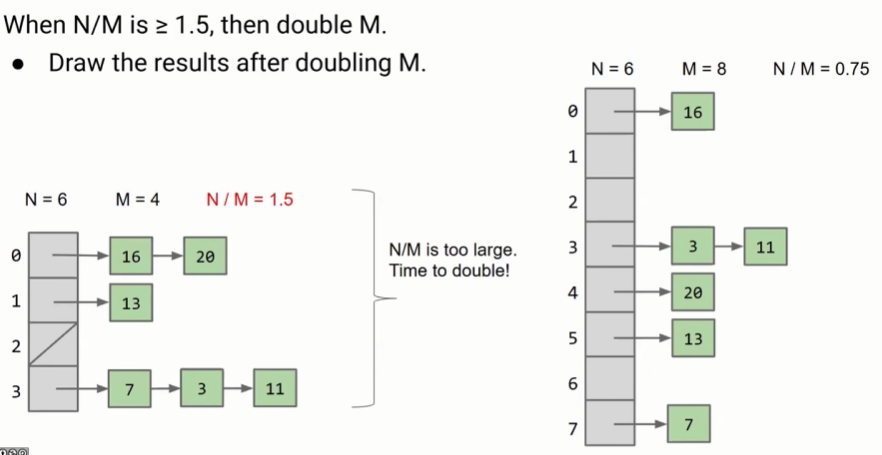 When N/M is ≥ 1.5, then double M.
● Draw the results after doubling M.
N = 6 M = 4 N / M = 1.5
0 16 20
1 13
2
3 7 3 11
N/M is too large.
Time to double!
N = 6 M = 8 N / M = 0.75
0 16
1
2
3 3 11
4 20
5 13
6
7 7